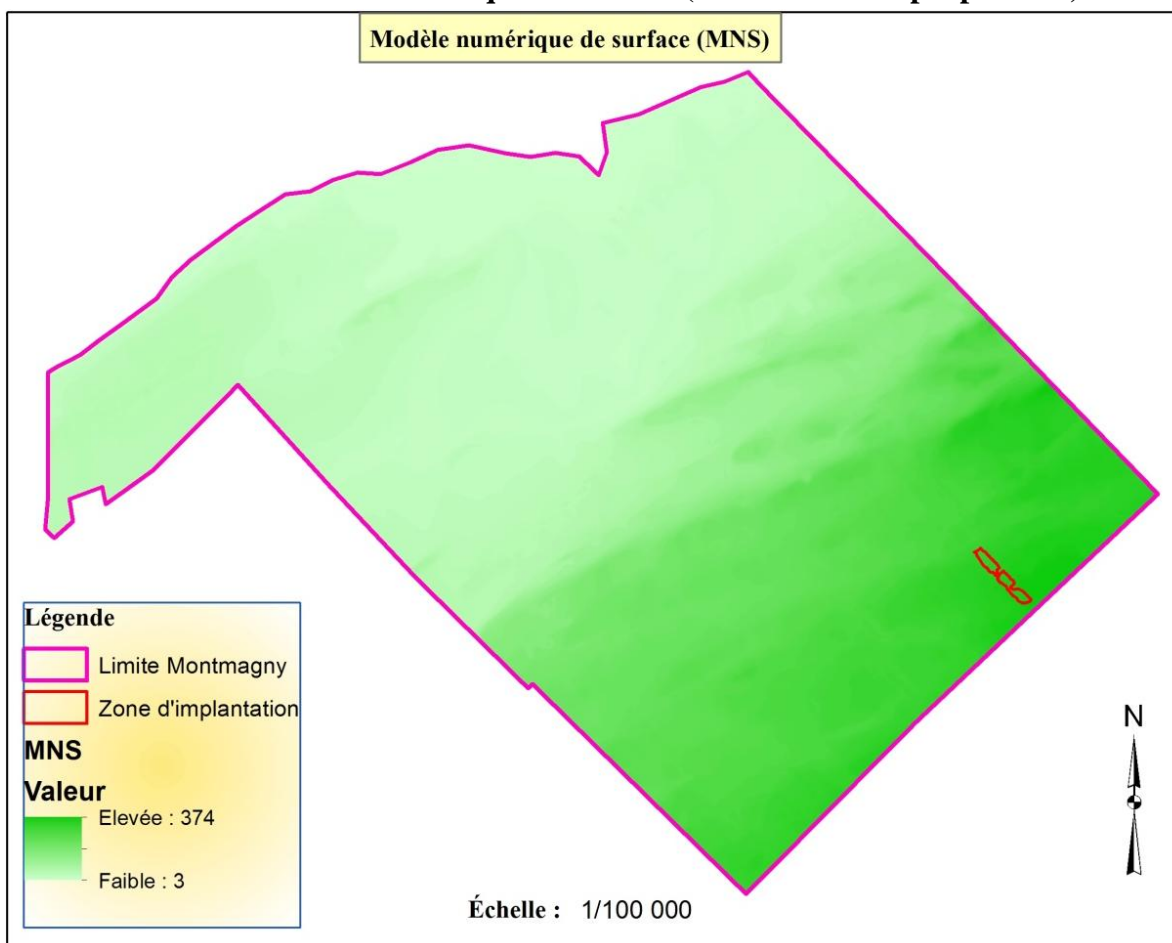 Modèle numérique de surface (MNS)
Légende
Limite Montmagny
Zone d'implantation
MNS
Valeur
Elevée : 374
Faible : 3
N
Échelle : 1/100 000